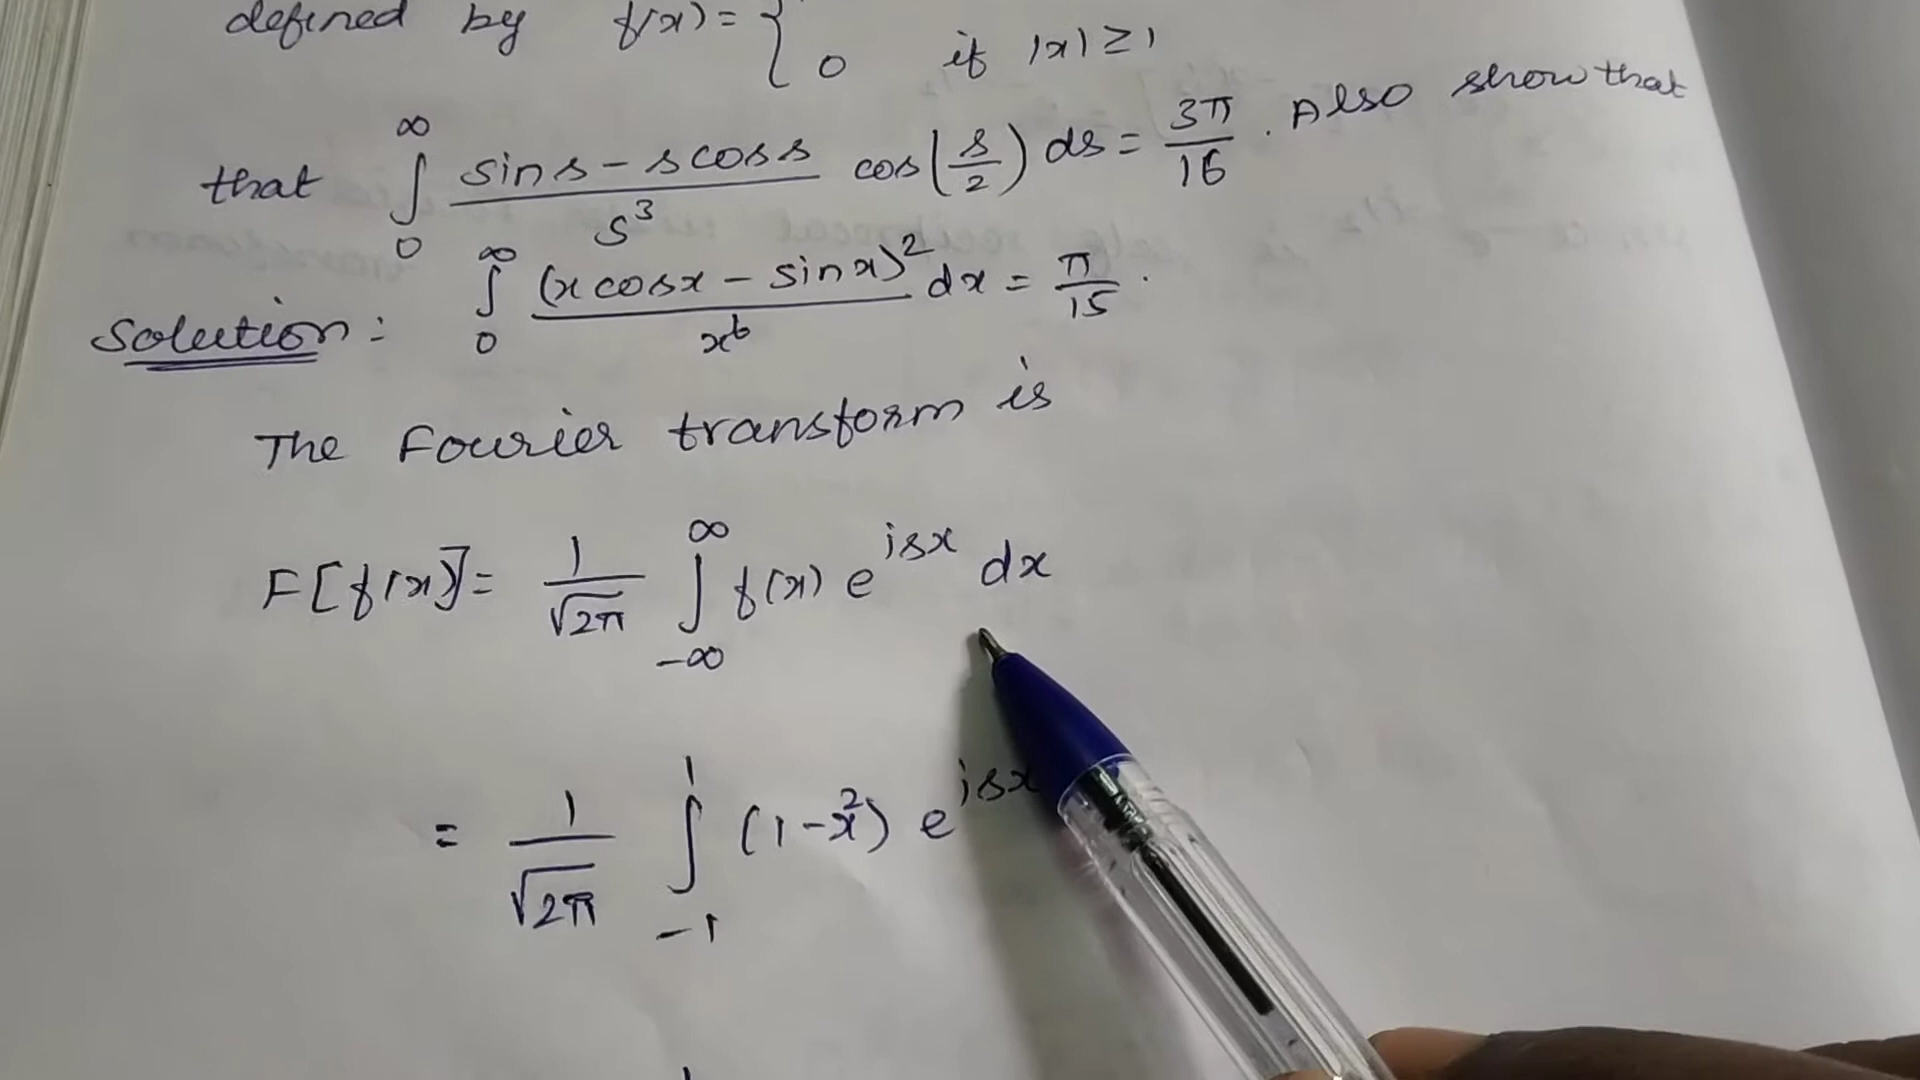 defined by f(x) = { 0 if |x| ≥ 1
that ∫₀^∞ (sin s - s cos s)/s³ cos(s/2) ds = 3π/16 . Also show that
∫₀^∞ (x cos x - sin x)²/x⁶ dx = π/15 .
Solution :
The Fourier transform is
F[f(x)] = 1/√2π ∫_{-∞}^{∞} f(x) e^{isx} dx
= 1/√2π ∫_{-1}^{1} (1-x²) e^{isx}